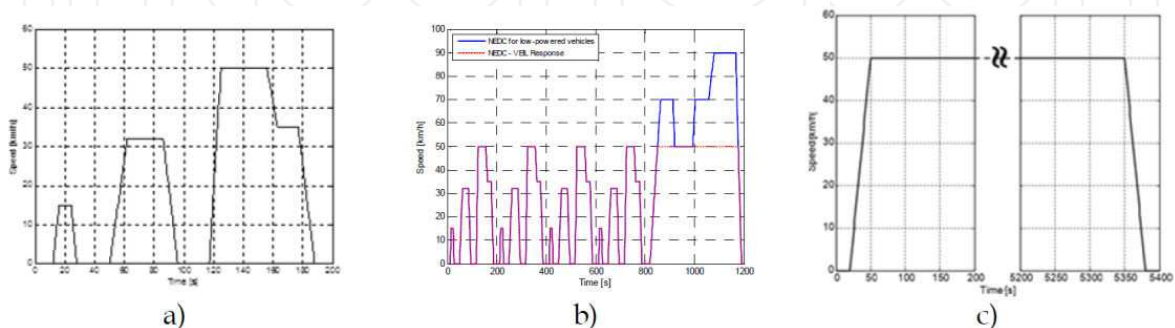 60
50
40
30
20
10
0
Speed [km/h]
0 20 40 60 80 100 120 140 160 180 200
Time [s]
a)
100
90
80
70
60
50
40
30
20
10
0
Speed [km/h]
NEDC for low-powered vehicles
NEDC - VBIL Response
0 200 400 600 800 1000 1200
Time [s]
b)
60
50
40
30
20
10
0
Speed [km/h]
0 50 100 150 200
5200 5250 5300 5350 5400
Time [s]
c)